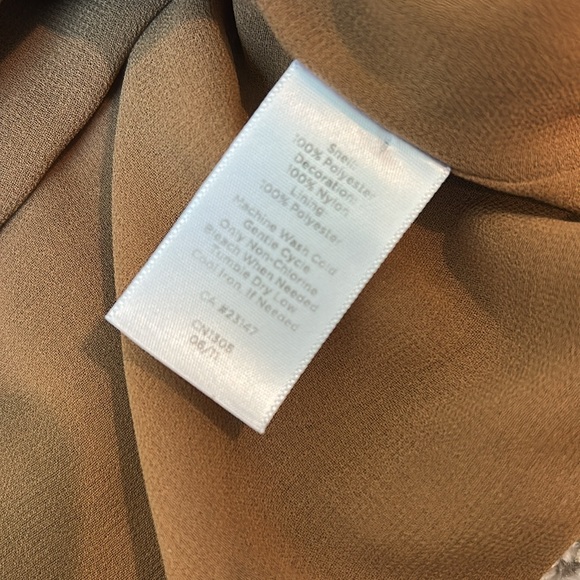 Shell:
100% Polyester
Decoration:
100% Nylon
Lining:
100% Polyester
Machine Wash Cold
Gentle Cycle
Only Non-Chlorine
Bleach When Needed
Tumble Dry Low
Cool Iron, If Needed
CA #23147
CN1305
06/11